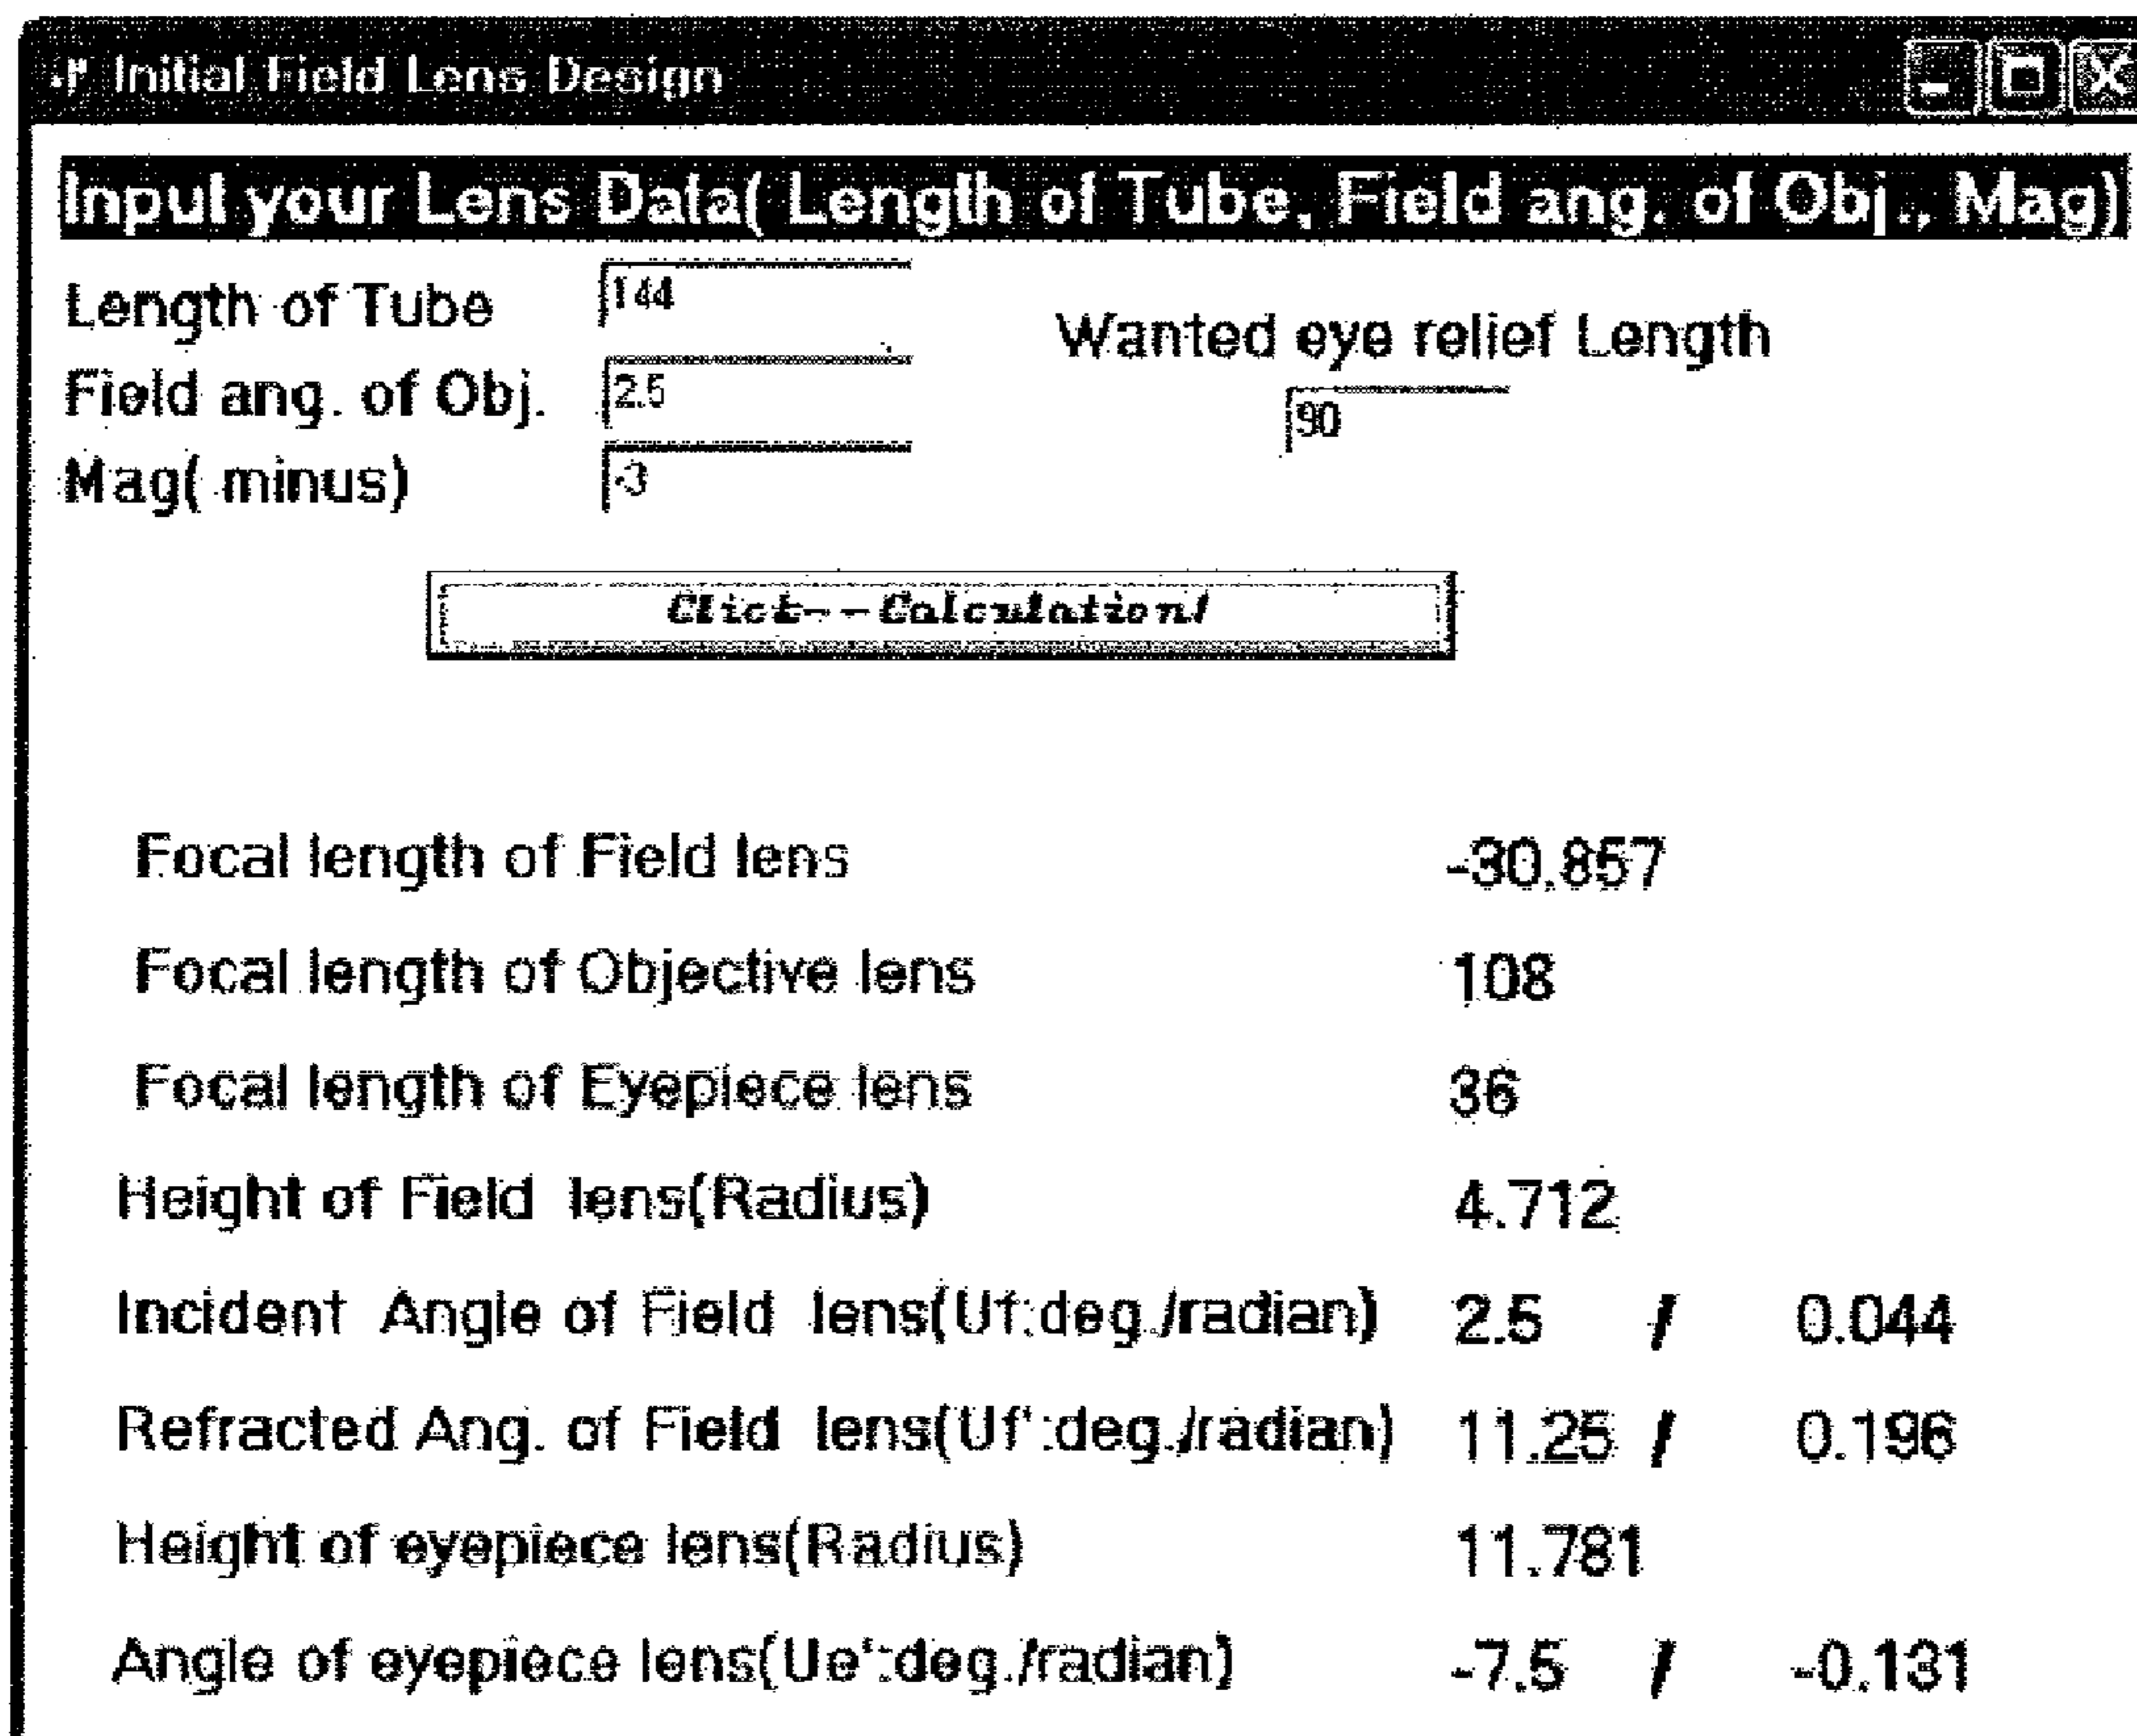 Initial Field Lens Design
Input your Lens Data( Length of Tube, Field ang. of Obj., Mag)
Length of Tube 144
Wanted eye relief Length
Field ang. of Obj. 2.5
90
Mag( minus) -3
Click--Calculation!
Focal length of Field lens -30.857
Focal length of Objective lens 108
Focal length of Eyepiece lens 36
Height of Field lens(Radius) 4.712
Incident Angle of Field lens(Uf:deg./radian) 2.5 / 0.044
Refracted Ang. of Field lens(Uf':deg./radian) 11.25 / 0.196
Height of eyepiece lens(Radius) 11.781
Angle of eyepiece lens(Ue':deg./radian) -7.5 / -0.131